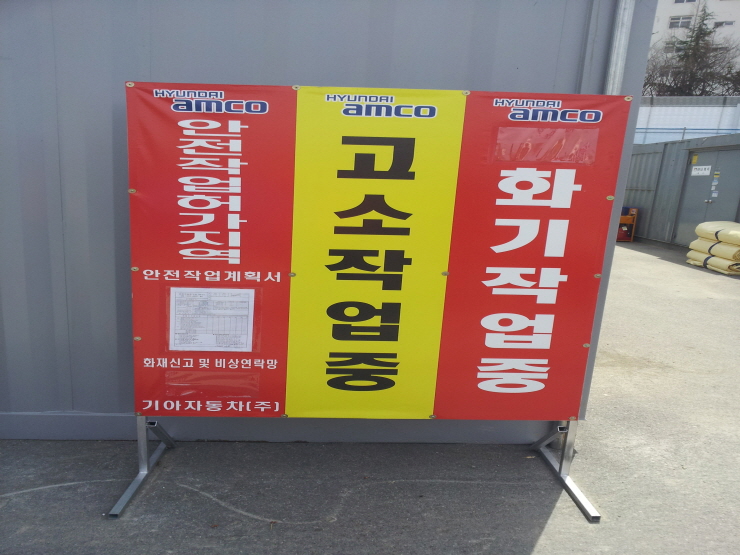 HYUNDAI
amco
안전작업허가지역
안전작업계획서
화재신고 및 비상연락망
기아자동차(주)
HYUNDAI
amco
고소작업중
HYUNDAI
amco
화기작업중